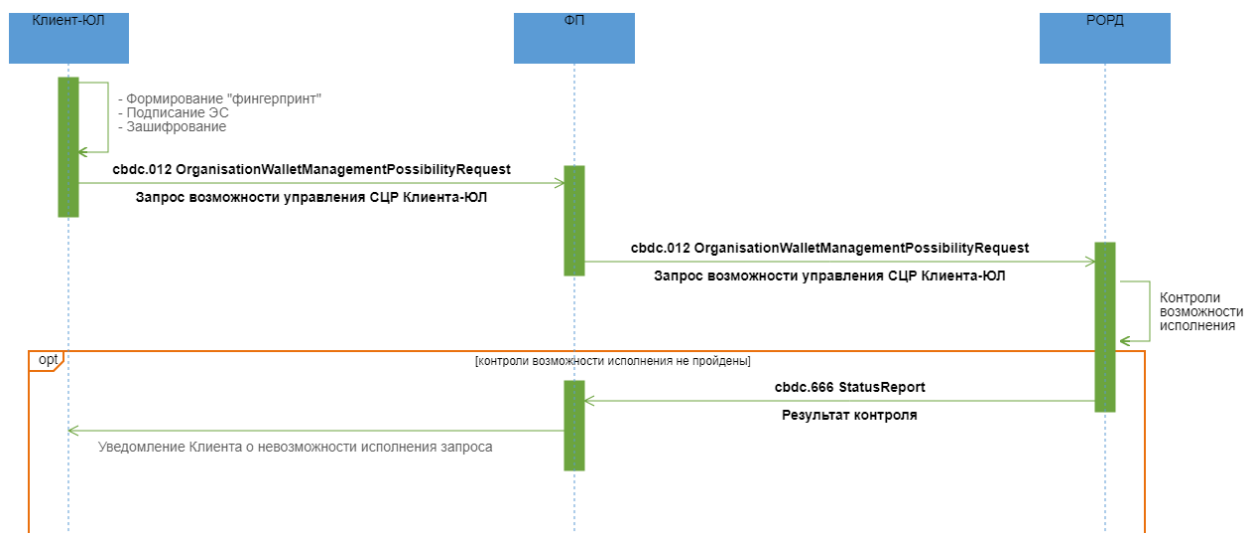 Клиент-ЮЛ
ФП
РОРД
- Формирование "фингерпринт"
- Подписание ЭС
- Зашифрование
cbdc.012 OrganisationWalletManagementPossibilityRequest
Запрос возможности управления СЦР Клиента-ЮЛ
cbdc.012 OrganisationWalletManagementPossibilityRequest
Запрос возможности управления СЦР Клиента-ЮЛ
Контроли
возможности
исполнения
opt
[контроли возможности исполнения не пройдены]
cbdc.666 StatusReport
Результат контроля
Уведомление Клиента о невозможности исполнения запроса